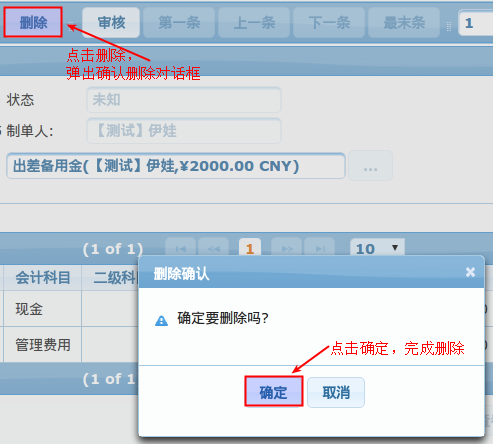 删除 审核 第一条 上一条 下一条 最末条 1
点击删除，
弹出确认删除对话框
状态 未知
制单人： 【测试】伊娃
出差备用金(【测试】伊娃,¥2000.00 CNY) ...
(1 of 1) 1 10
会计科目 二级科
删除确认
现金
确定要删除吗？
管理费用
点击确定，完成删除
(1 of 1)
确定 取消